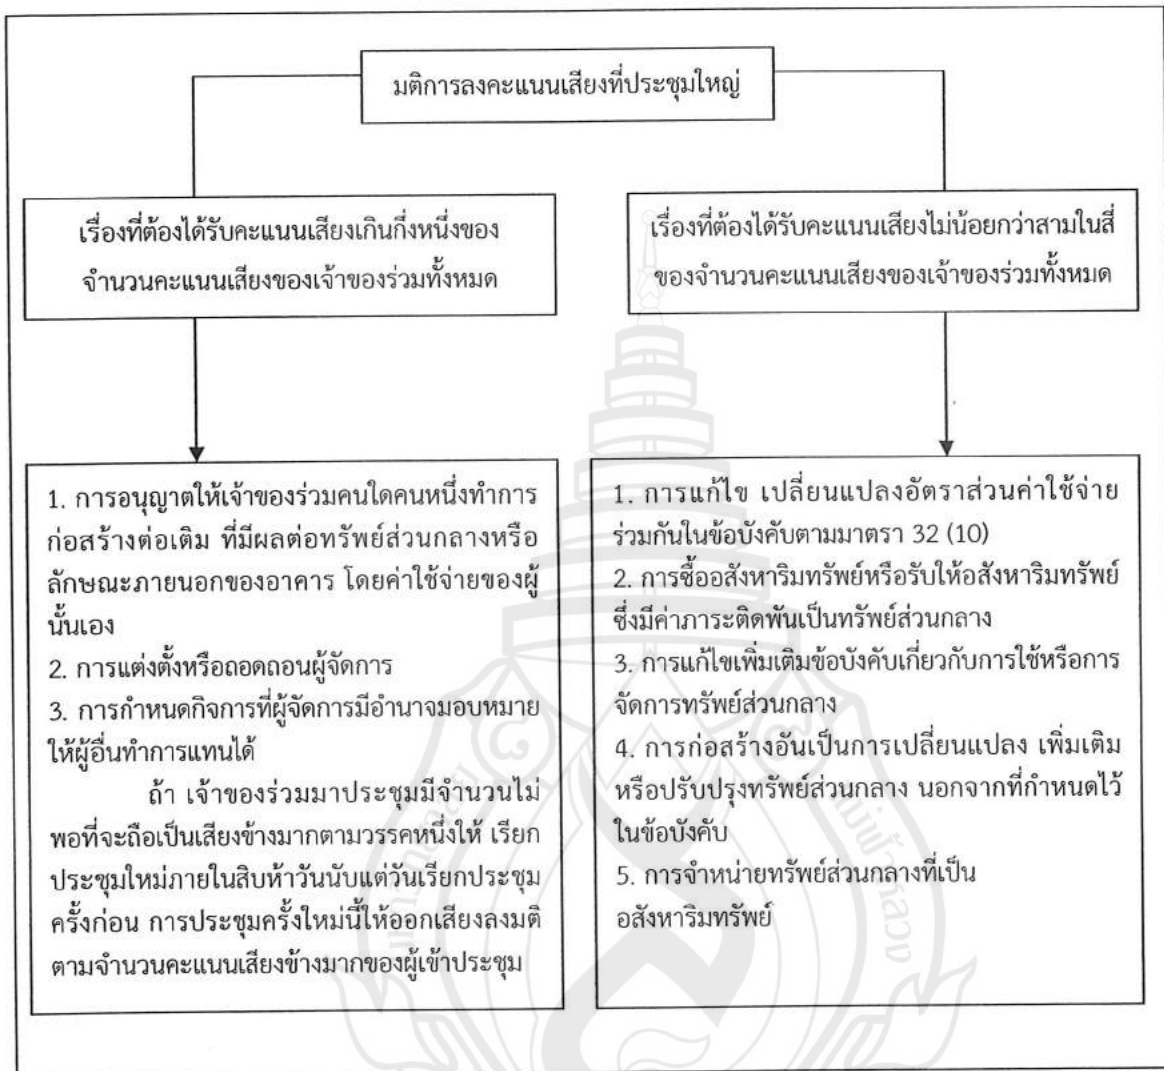 มติการลงคะแนนเสียงที่ประชุมใหญ่
เรื่องที่ต้องได้รับคะแนนเสียงเกินกึ่งหนึ่งของ
จำนวนคะแนนเสียงของเจ้าของร่วมทั้งหมด
เรื่องที่ต้องได้รับคะแนนเสียงไม่น้อยกว่าสามในสี่
ของจำนวนคะแนนเสียงของเจ้าของร่วมทั้งหมด
1. การอนุญาตให้เจ้าของร่วมคนใดคนหนึ่งทำการ
ก่อสร้างต่อเติม ที่มีผลต่อทรัพย์ส่วนกลางหรือ
ลักษณะภายนอกของอาคาร โดยค่าใช้จ่ายของผู้
นั้นเอง
2. การแต่งตั้งหรือถอดถอนผู้จัดการ
3. การกำหนดกิจการที่ผู้จัดการมีอำนาจมอบหมาย
ให้ผู้อื่นทำการแทนได้
ถ้า เจ้าของร่วมมาประชุมมีจำนวนไม่
พอที่จะถือเป็นเสียงข้างมากตามวรรคหนึ่งให้ เรียก
ประชุมใหม่ภายในสิบห้าวันนับแต่วันเรียกประชุม
ครั้งก่อน การประชุมครั้งใหม่นี้ให้ออกเสียงลงมติ
ตามจำนวนคะแนนเสียงข้างมากของผู้เข้าประชุม
1. การแก้ไข เปลี่ยนแปลงอัตราส่วนค่าใช้จ่าย
ร่วมกันในข้อบังคับตามมาตรา 32 (10)
2. การซื้ออสังหาริมทรัพย์หรือรับให้อสังหาริมทรัพย์
ซึ่งมีค่าภาระติดพันเป็นทรัพย์ส่วนกลาง
3. การแก้ไขเพิ่มเติมข้อบังคับเกี่ยวกับการใช้หรือการ
จัดการทรัพย์ส่วนกลาง
4. การก่อสร้างอันเป็นการเปลี่ยนแปลง เพิ่มเติม
หรือปรับปรุงทรัพย์ส่วนกลาง นอกจากที่กำหนดไว้
ในข้อบังคับ
5. การจำหน่ายทรัพย์ส่วนกลางที่เป็น
อสังหาริมทรัพย์